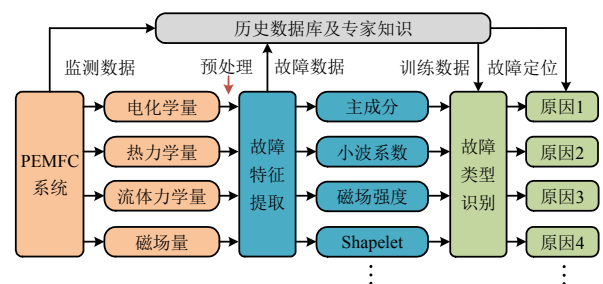 历史数据库及专家知识
监测数据
预处理
故障数据
训练数据
故障定位
PEMFC
系统
电化学量
热力学量
流体力学量
磁场量
故障
特征
提取
主成分
小波系数
磁场强度
Shapelet
故障
类型
识别
原因1
原因2
原因3
原因4